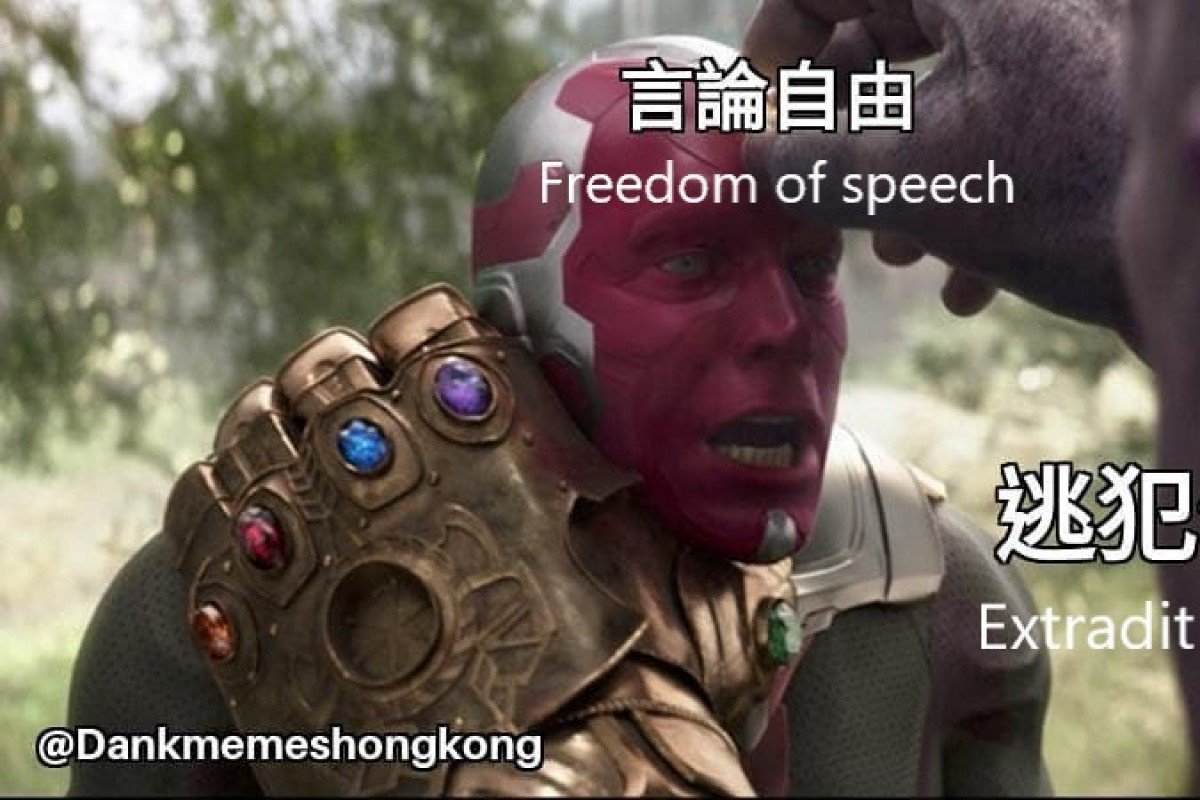 言論自由
Freedom of speech
逃犯
Extradit
@Dankmemeshongkong